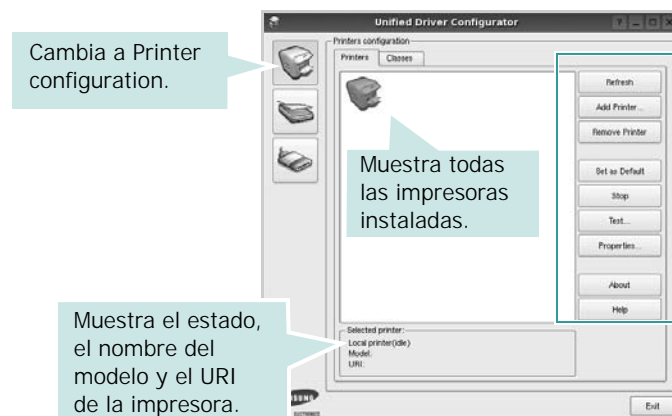 Unified Driver Configurator
Cambia a Printer
configuration.
Printers configuration
Printers
Classes
Refresh
Add Printer...
Remove Printer
Set as Default
Stop
Test...
Properties...
About
Help
Muestra todas
las impresoras
instaladas.
Muestra el estado,
el nombre del
modelo y el URI
de la impresora.
Selected printer:
Local printer(idle)
Model:
URI:
ELECTRONICS
Exit